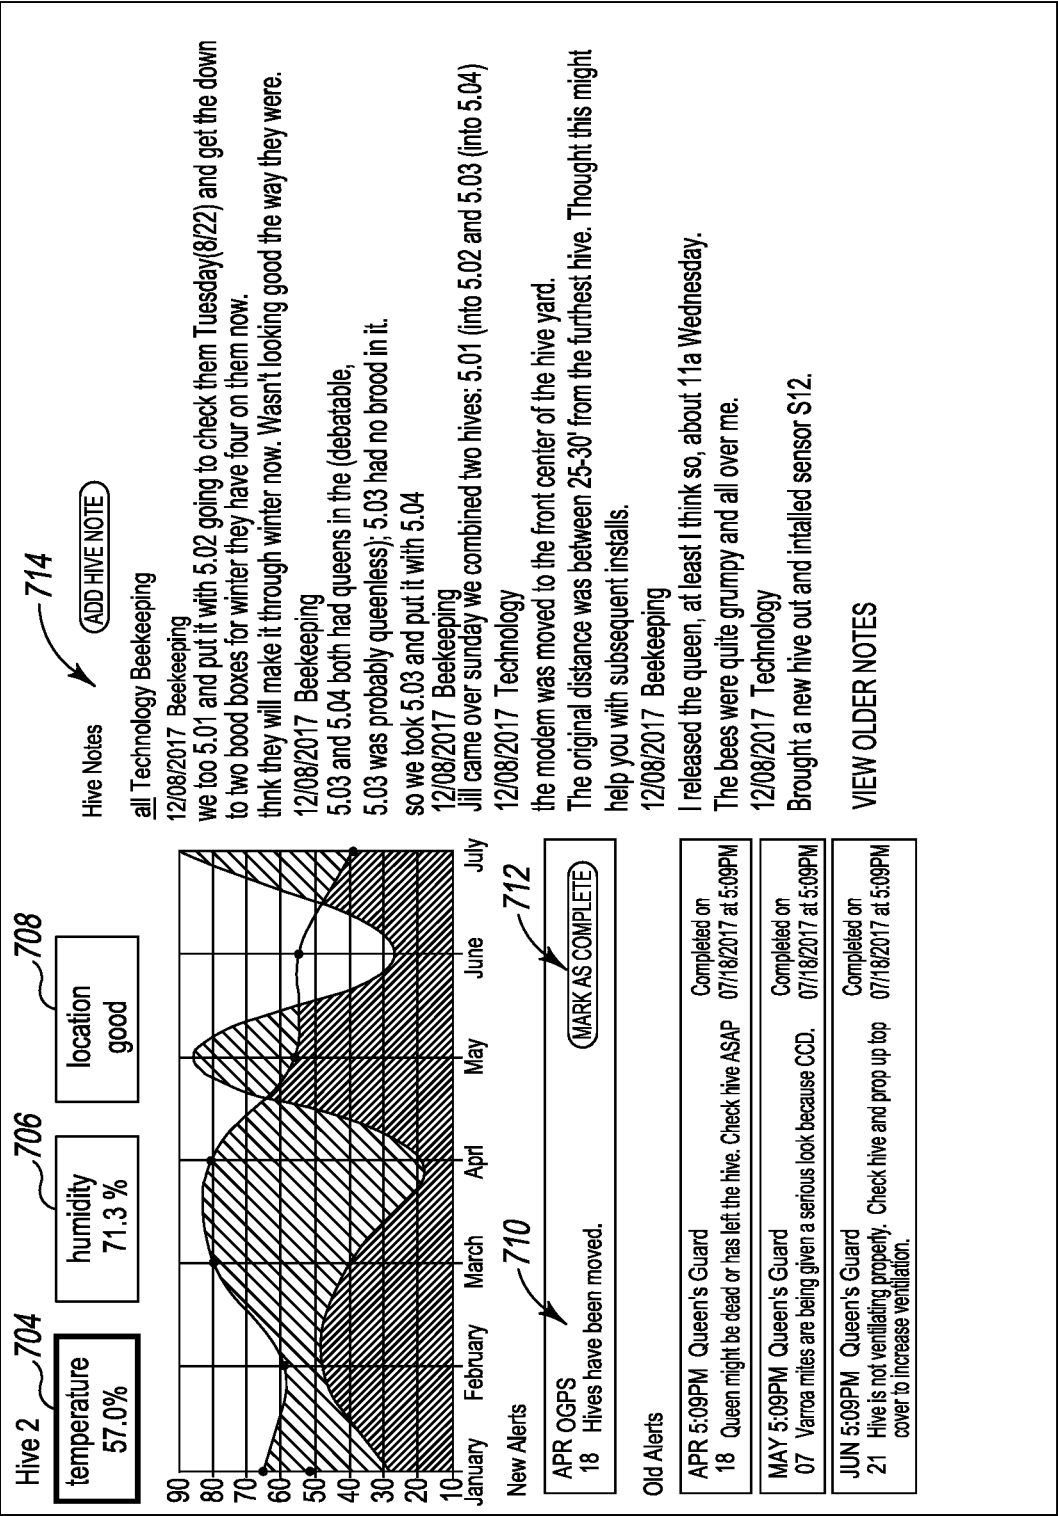 Hive 2
704
temperature
57.0%
706
humidity
71.3 %
708
location
good
90
80
70
60
50
40
30
20
10
January
February
March
Aprl
May
June
July
New Alerts
710
712
APR OGPS
18 Hives have been moved.
MARK AS COMPLETE
Old Alerts
APR 5:09PM Queen's Guard
18 Queen might be dead or has left the hive. Check hive ASAP
Completed on
07/18/2017 at 5:09PM
MAY 5:09PM Queen's Guard
07 Varroa mites are being given a serious look because CCD.
Completed on
07/18/2017 at 5:09PM
JUN 5:09PM Queen's Guard
21 Hive is not ventilating properly. Check hive and prop up top
cover to increase ventilation.
Completed on
07/18/2017 at 5:09PM
714
Hive Notes
ADD HIVE NOTE
all Technology Beekeeping
12/08/2017 Beekeeping
we too 5.01 and put it with 5.02 going to check them Tuesday(8/22) and get the down
to two bood boxes for winter they have four on them now.
thnk they will make it through winter now. Wasn't looking good the way they were.
12/08/2017 Beekeeping
5.03 and 5.04 both had queens in the (debatable,
5.03 was probably queenless); 5.03 had no brood in it.
so we took 5.03 and put it with 5.04
12/08/2017 Beekeeping
Jill came over sunday we combined two hives: 5.01 (into 5.02 and 5.03 (into 5.04)
12/08/2017 Technology
the modem was moved to the front center of the hive yard.
The original distance was between 25-30' from the furthest hive. Thought this might
help you with subsequent installs.
12/08/2017 Beekeeping
I released the queen, at least I think so, about 11a Wednesday.
The bees were quite grumpy and all over me.
12/08/2017 Technology
Brought a new hive out and intalled sensor S12.
VIEW OLDER NOTES